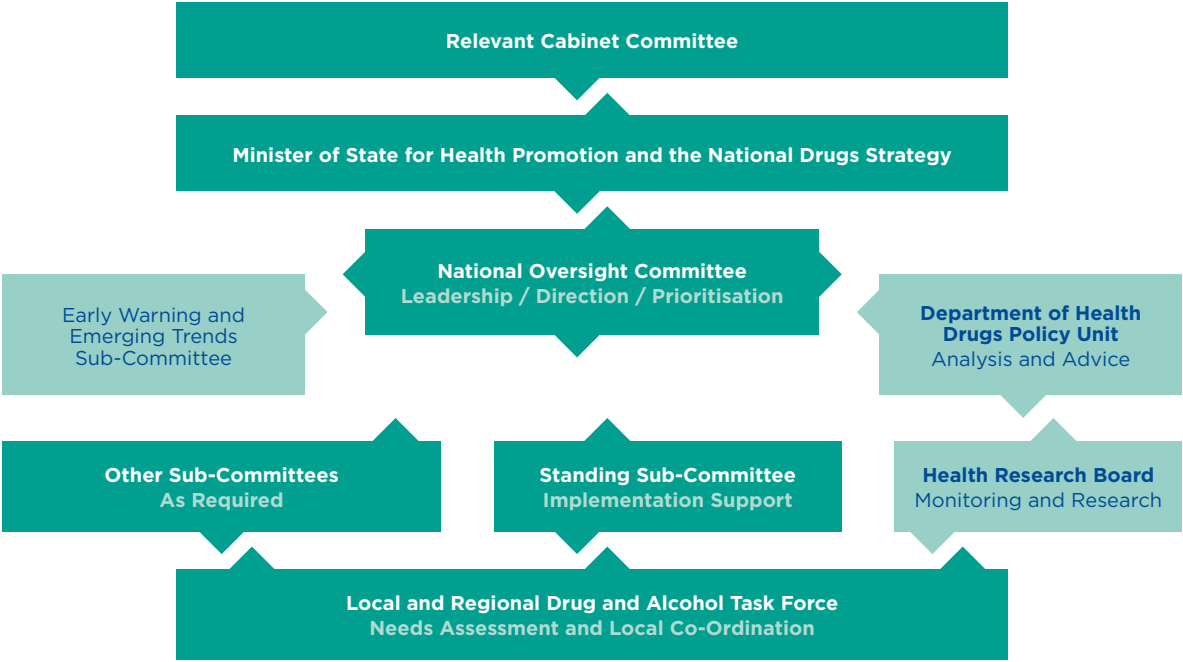 Relevant Cabinet Committee
Minister of State for Health Promotion and the National Drugs Strategy
National Oversight Committee
Leadership / Direction / Prioritisation
Early Warning and
Emerging Trends
Sub-Committee
Department of Health
Drugs Policy Unit
Analysis and Advice
Other Sub-Committees
As Required
Standing Sub-Committee
Implementation Support
Health Research Board
Monitoring and Research
Local and Regional Drug and Alcohol Task Force
Needs Assessment and Local Co-Ordination